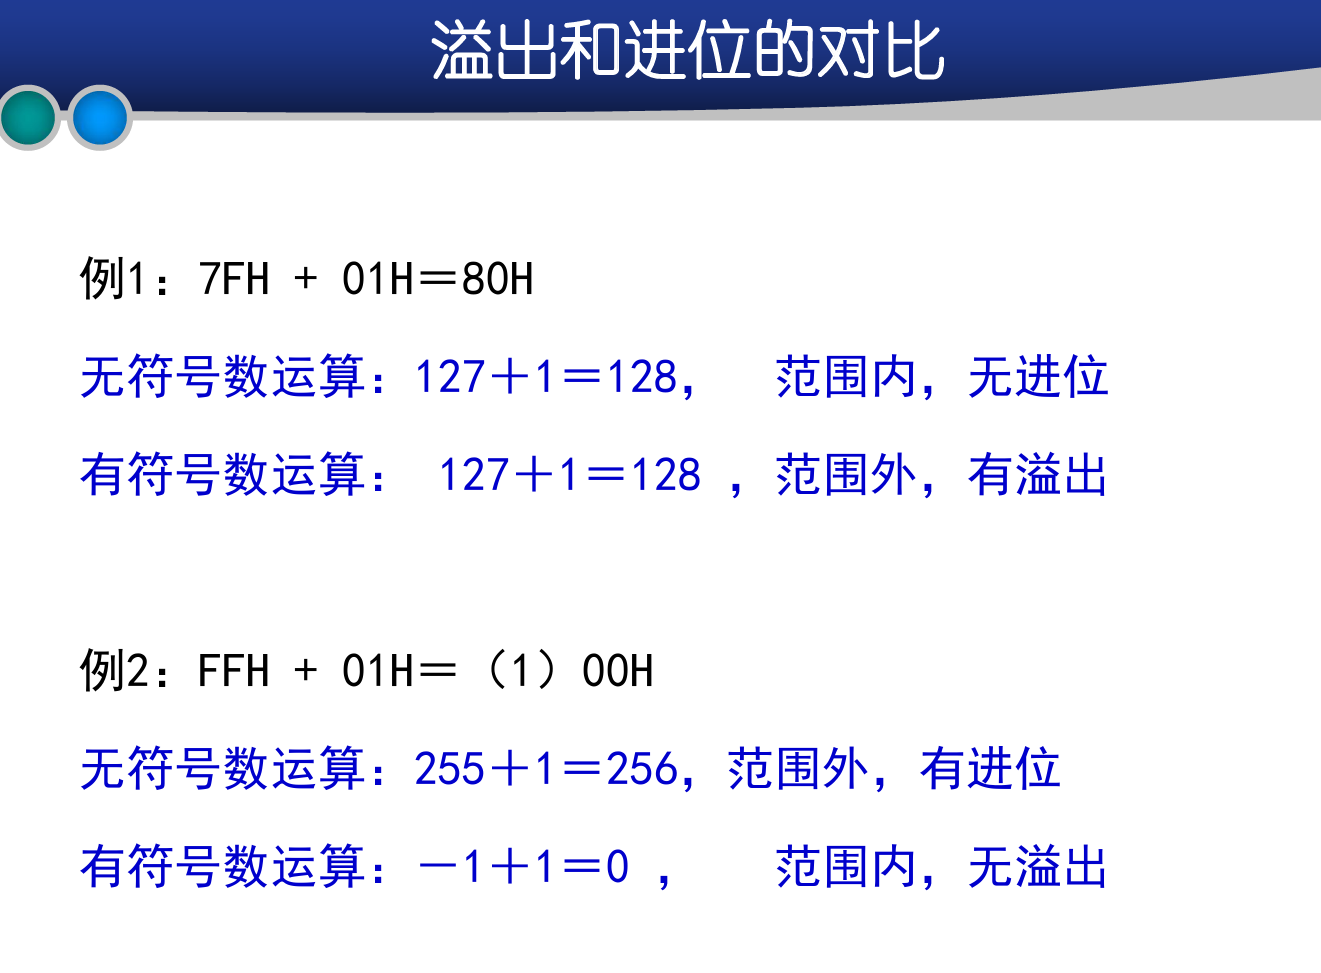 溢出和进位的对比
例1：7FH + 01H＝80H
无符号数运算：127＋1＝128，  范围内，无进位
有符号数运算： 127＋1＝128 ，范围外，有溢出
例2：FFH + 01H＝（1）00H
无符号数运算：255＋1＝256，范围外，有进位
有符号数运算：－1＋1＝0 ，  范围内，无溢出